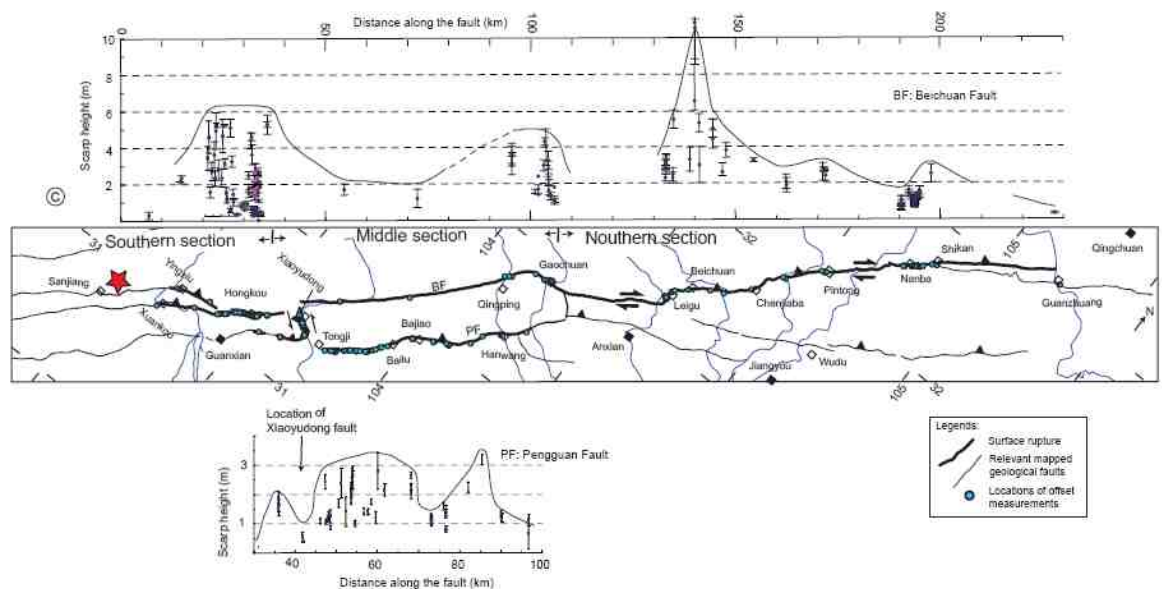 Distance along the fault (km)
0 50 100 150 200
10
8
6
4
2
Scarp height (m)
BF: Beichuan Fault
C
Southern section
Middle section
Nouthern section
31
Sanjiang
Yingxiu
Hongkou
Xuankou
Guanxian
Xiaoyudong
Tongji
Bajiao
Bailu
BF
PF
104
Qingping
Gaochuan
Hanwang
Anxian
Leigu
Beichuan
32
Chenjiaba
Pintong
Nanba
Shikan
105
Qingchuan
Guanzhuang
N
Jiangyou
Wudu
31
104
105
32
Location of
Xiaoyudong fault
PF: Pengguan Fault
Scarp height (m)
3
1
40 60 80 100
Distance along the fault (km)
Legends:
Surface rupture
Relevant mapped
geological faults
Locations of offset
measurements